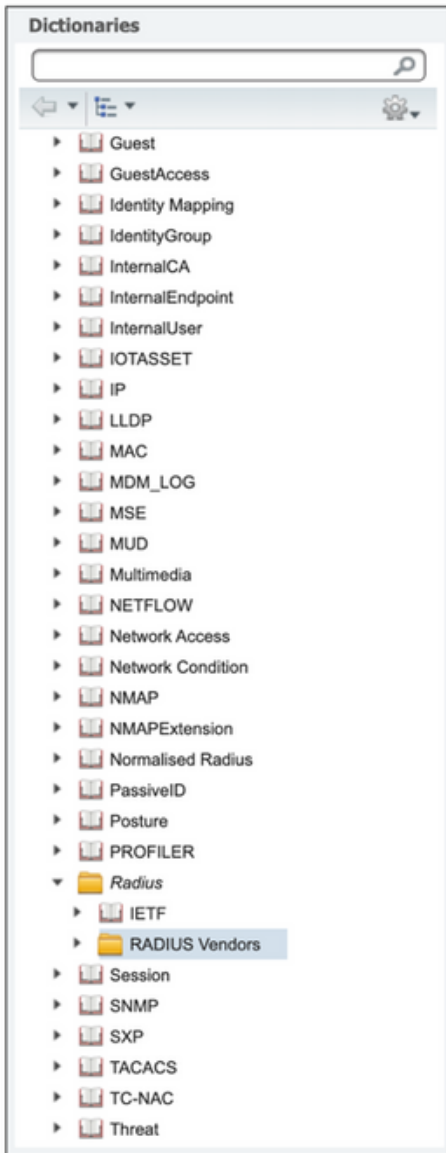 Dictionaries
Guest
GuestAccess
Identity Mapping
IdentityGroup
InternalCA
InternalEndpoint
InternalUser
IOTASSET
IP
LLDP
MAC
MDM_LOG
MSE
MUD
Multimedia
NETFLOW
Network Access
Network Condition
NMAP
NMAPExtension
Normalised Radius
PassiveID
Posture
PROFILER
Radius
IETF
RADIUS Vendors
Session
SNMP
SXP
TACACS
TC-NAC
Threat